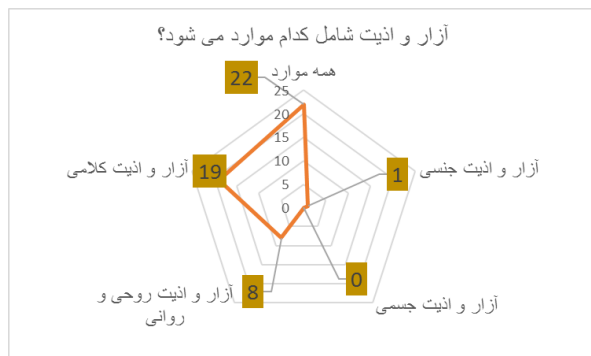 آزار و اذیت شامل کدام موارد می شود؟
همه موارد
22
25
20
15
10
5
0
آزار و اذیت جنسی
1
آزار و اذیت جسمی
0
آزار و اذیت روحی و
روانی
8
آزار و اذیت کلامی
19